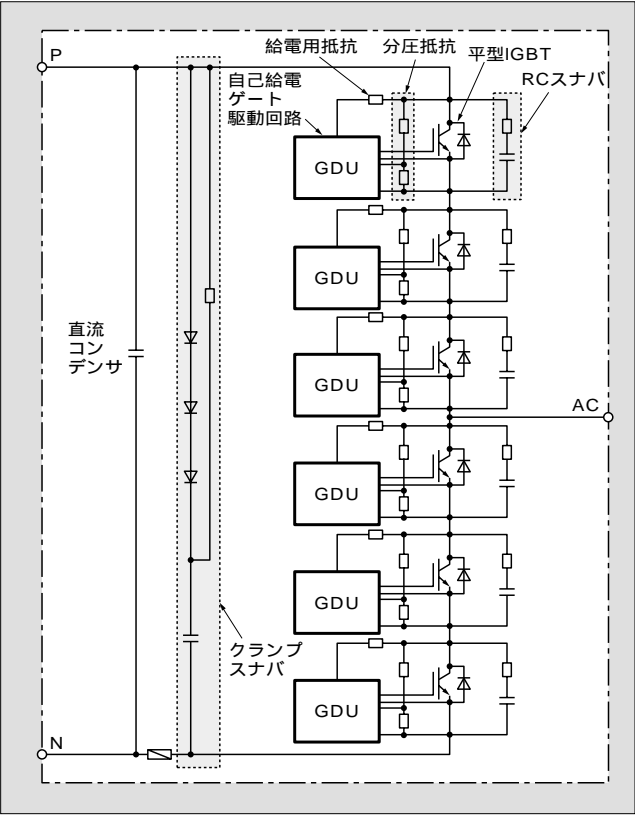 P
給電用抵抗
分圧抵抗
平型IGBT
RCスナバ
自己給電
ゲート
駆動回路
GDU
GDU
直流
コン
デンサ
GDU
AC
GDU
GDU
クランプ
スナバ
GDU
N